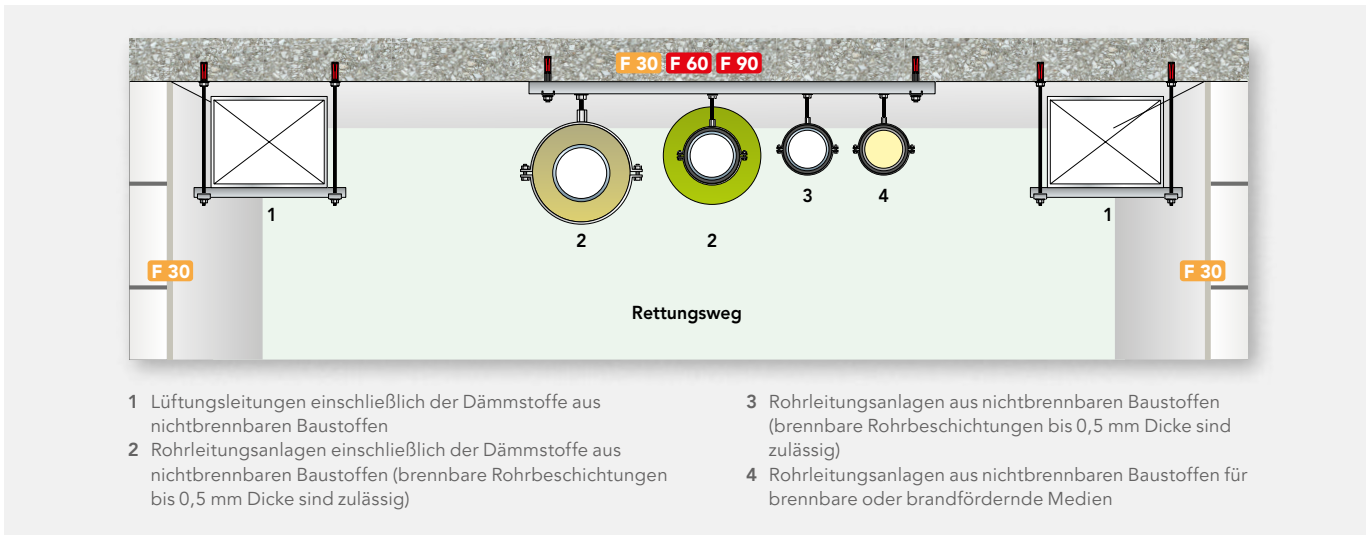 F 30 F 60 F 90
1
2
2
3
4
1
F 30
F 30
Rettungsweg
1 Lüftungsleitungen einschließlich der Dämmstoffe aus
nichtbrennbaren Baustoffen
2 Rohrleitungsanlagen einschließlich der Dämmstoffe aus
nichtbrennbaren Baustoffen (brennbare Rohrbeschichtungen
bis 0,5 mm Dicke sind zulässig)
3 Rohrleitungsanlagen aus nichtbrennbaren Baustoffen
(brennbare Rohrbeschichtungen bis 0,5 mm Dicke sind
zulässig)
4 Rohrleitungsanlagen aus nichtbrennbaren Baustoffen für
brennbare oder brandfördernde Medien